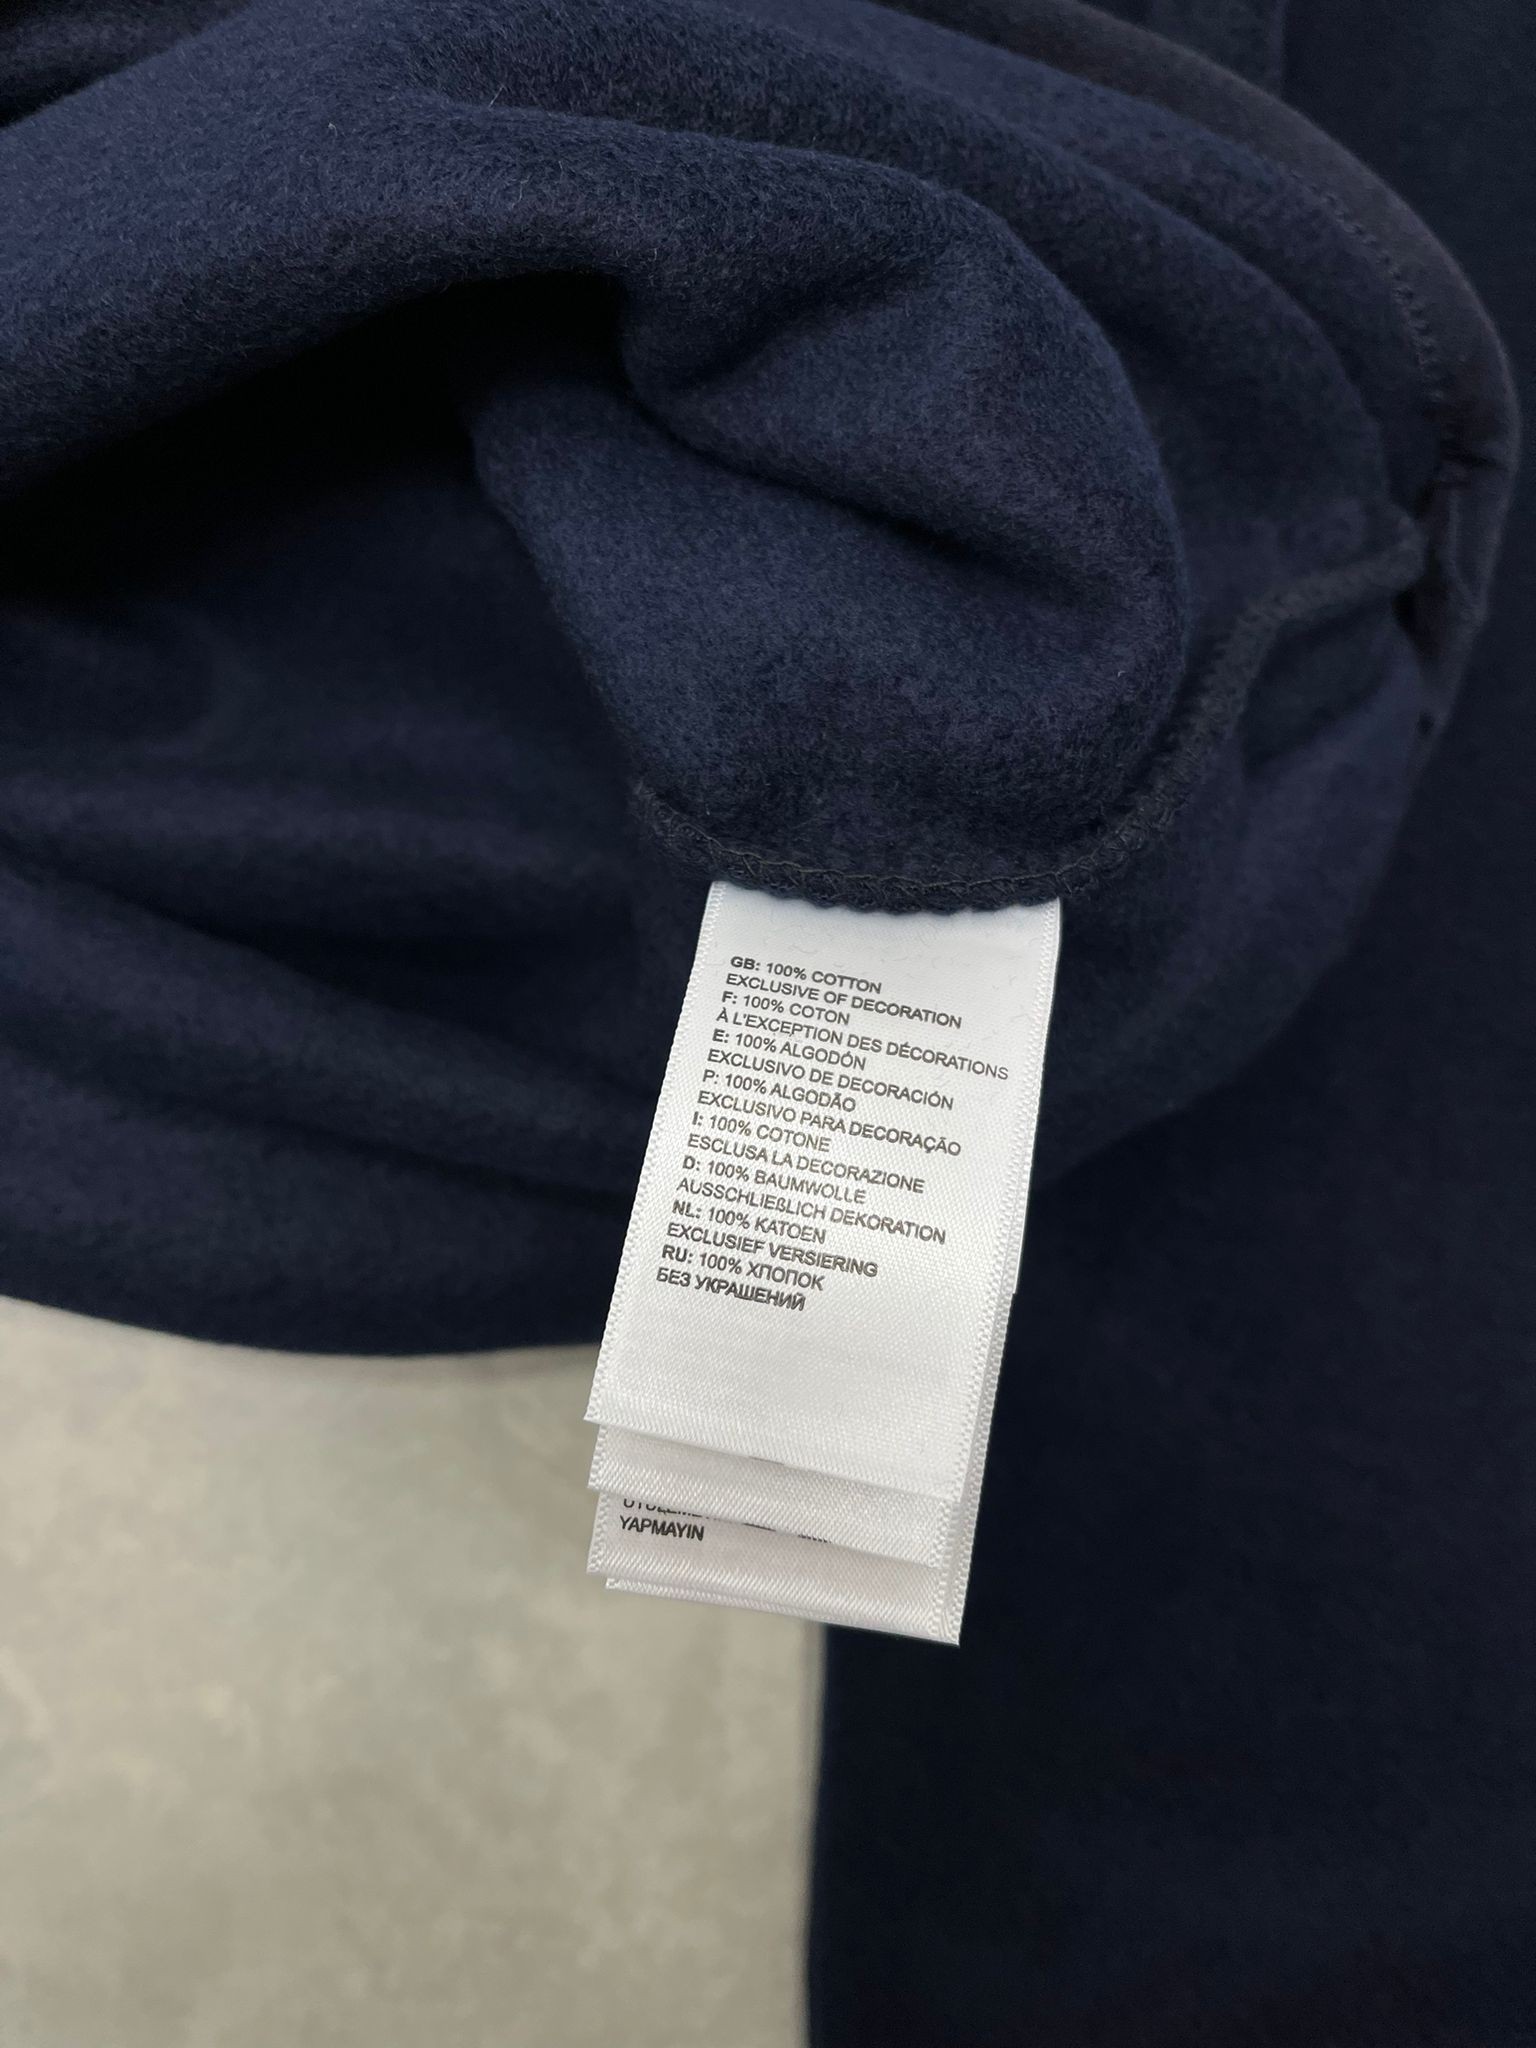 GB: 100% COTTON
EXCLUSIVE OF DECORATION
F: 100% COTON
À L'EXCEPTION DES DÉCORATIONS
E: 100% ALGODÓN
EXCLUSIVO DE DECORACIÓN
P: 100% ALGODÃO
EXCLUSIVO PARA DECORAÇÃO
I: 100% COTONE
ESCLUSA LA DECORAZIONE
D: 100% BAUMWOLLE
AUSSCHLIEßLICH DEKORATION
NL: 100% KATOEN
EXCLUSIEF VERSIERING
RU: 100% ХПОПОК
БЕЗ УКРАШЕНИЙ
YAPMAYIN